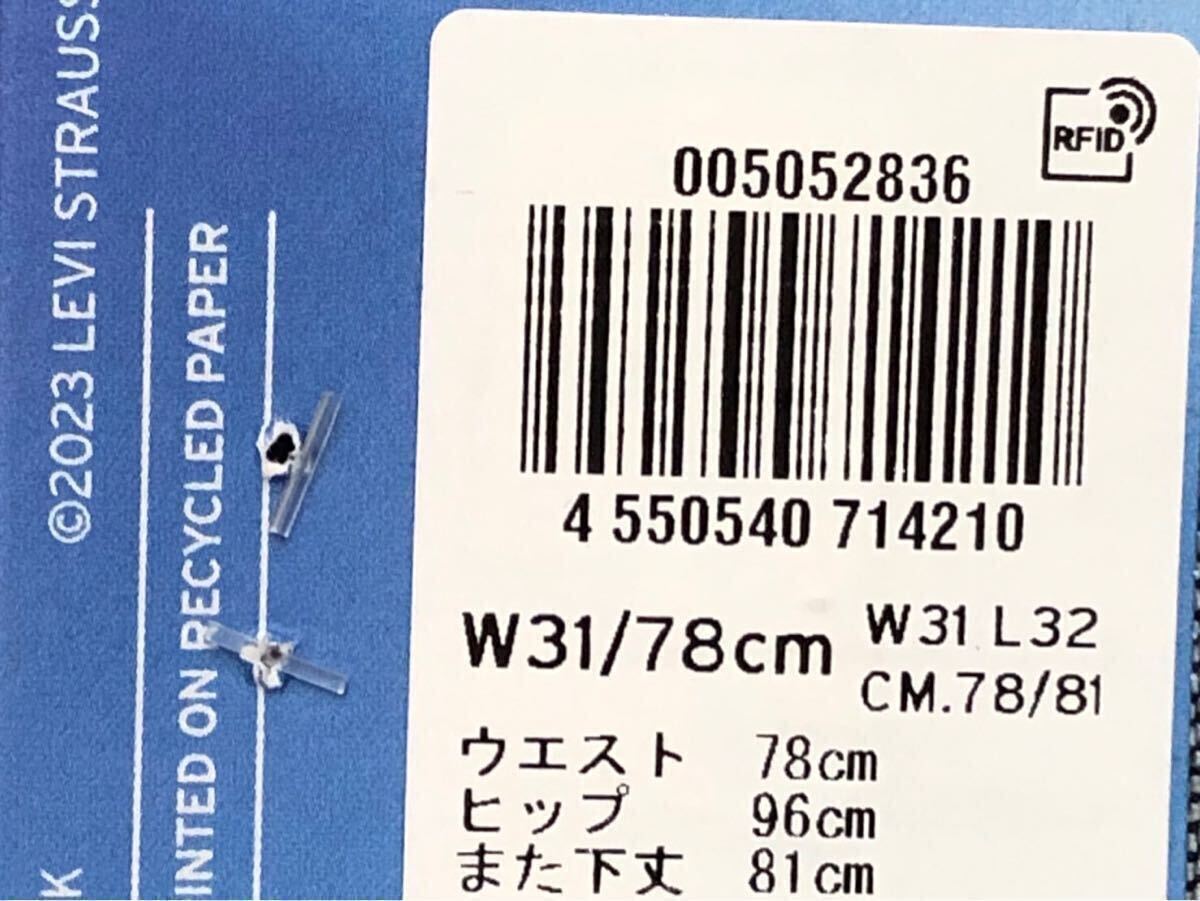 ©2023 LEVI STRAUSS
PRINTED ON RECYCLED PAPER
K
RFID
005052836
4 550540 714210
W31/78cm
W31 L32
CM.78/81
ウエスト 78cm
ヒップ 96cm
また下丈 81cm